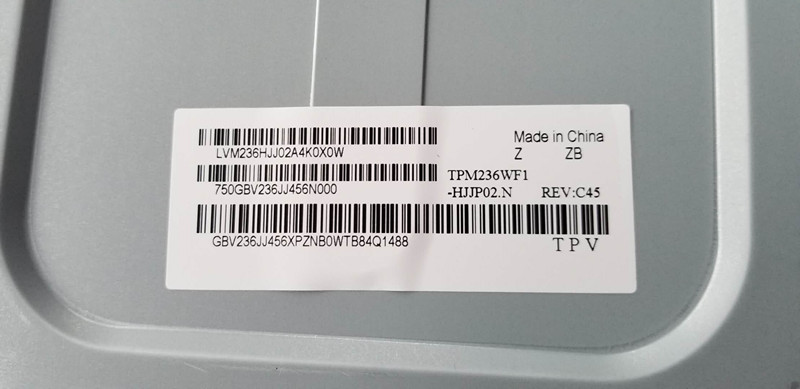 LVM236HJJ02A4K0X0W
Made in China
Z ZB
750GBV236JJ456N000
TPM236WF1
-HJJP02.N REV:C45
GBV236JJ456XPZNB0WTB84Q1488
TPV